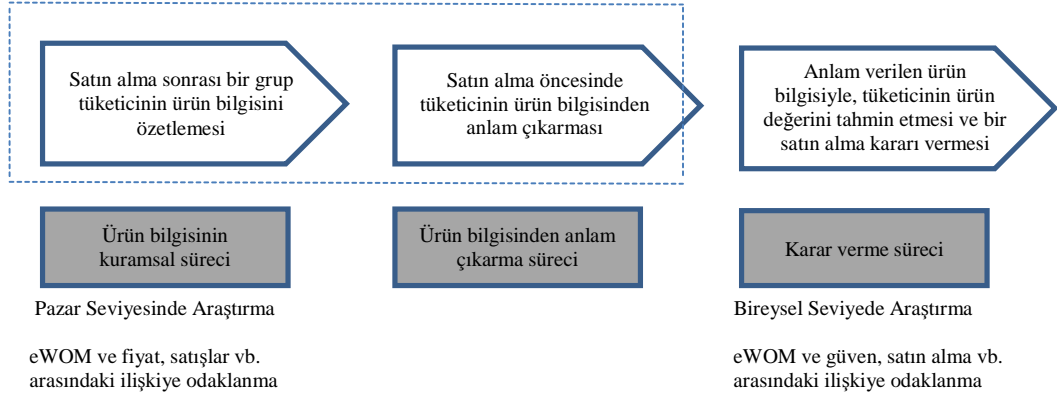 Satın alma sonrası bir grup
tüketicinin ürün bilgisini
özetlemesi
Satın alma öncesinde
tüketicinin ürün bilgisinden
anlam çıkarması
Anlam verilen ürün
bilgisiyle, tüketicinin ürün
değerini tahmin etmesi ve bir
satın alma kararı vermesi
Ürün bilgisinin
kuramsal süreci
Ürün bilgisinden anlam
çıkarma süreci
Karar verme süreci
Pazar Seviyesinde Araştırma
Bireysel Seviyede Araştırma
eWOM ve fiyat, satışlar vb.
arasındaki ilişkiye odaklanma
eWOM ve güven, satın alma vb.
arasındaki ilişkiye odaklanma